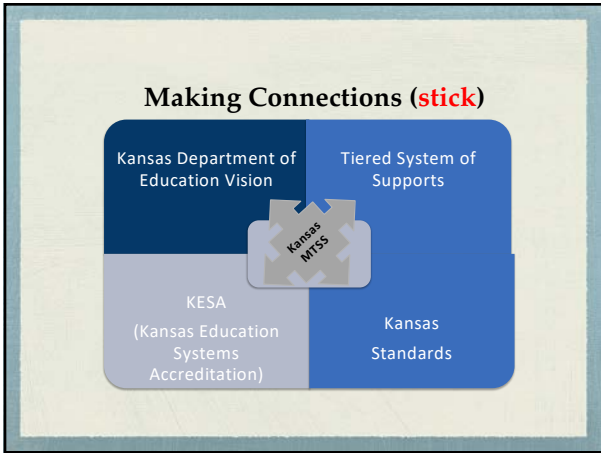 Making Connections (stick)
Kansas Department of
Education Vision
Tiered System of
Supports
Kansas
MTSS
KESA
(Kansas Education
Systems
Accreditation)
Kansas
Standards